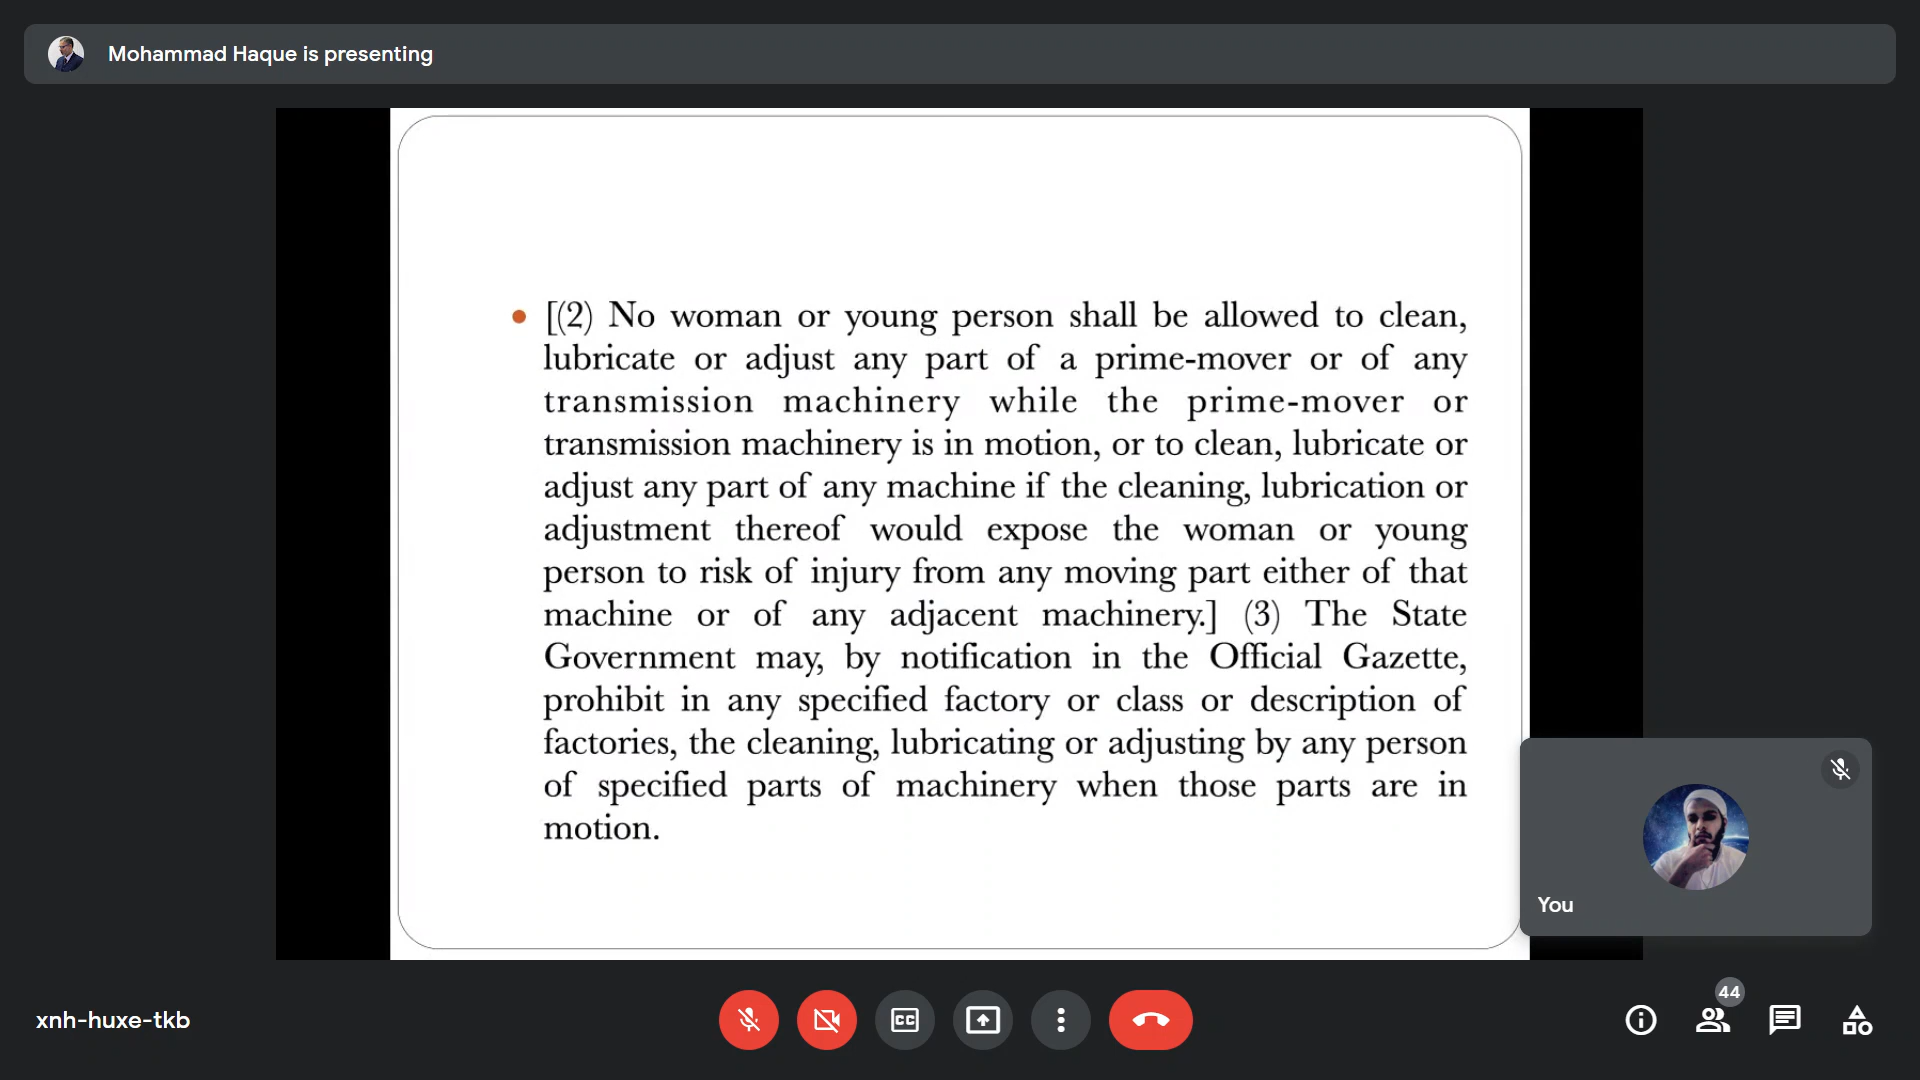 Mohammad Haque is presenting
[(2) No woman or young person shall be allowed to clean,
lubricate or adjust any part of a prime-mover or of any
transmission machinery while the prime-mover or
transmission machinery is in motion, or to clean, lubricate or
adjust any part of any machine if the cleaning, lubrication or
adjustment thereof would expose the woman or young
person to risk of injury from any moving part either of that
machine or of any adjacent machinery.] (3) The State
Government may, by notification in the Official Gazette,
prohibit in any specified factory or class or description of
factories, the cleaning, lubricating or adjusting by any person
of specified parts of machinery when those parts are in
motion.
You
xnh-huxe-tkb
CC
44